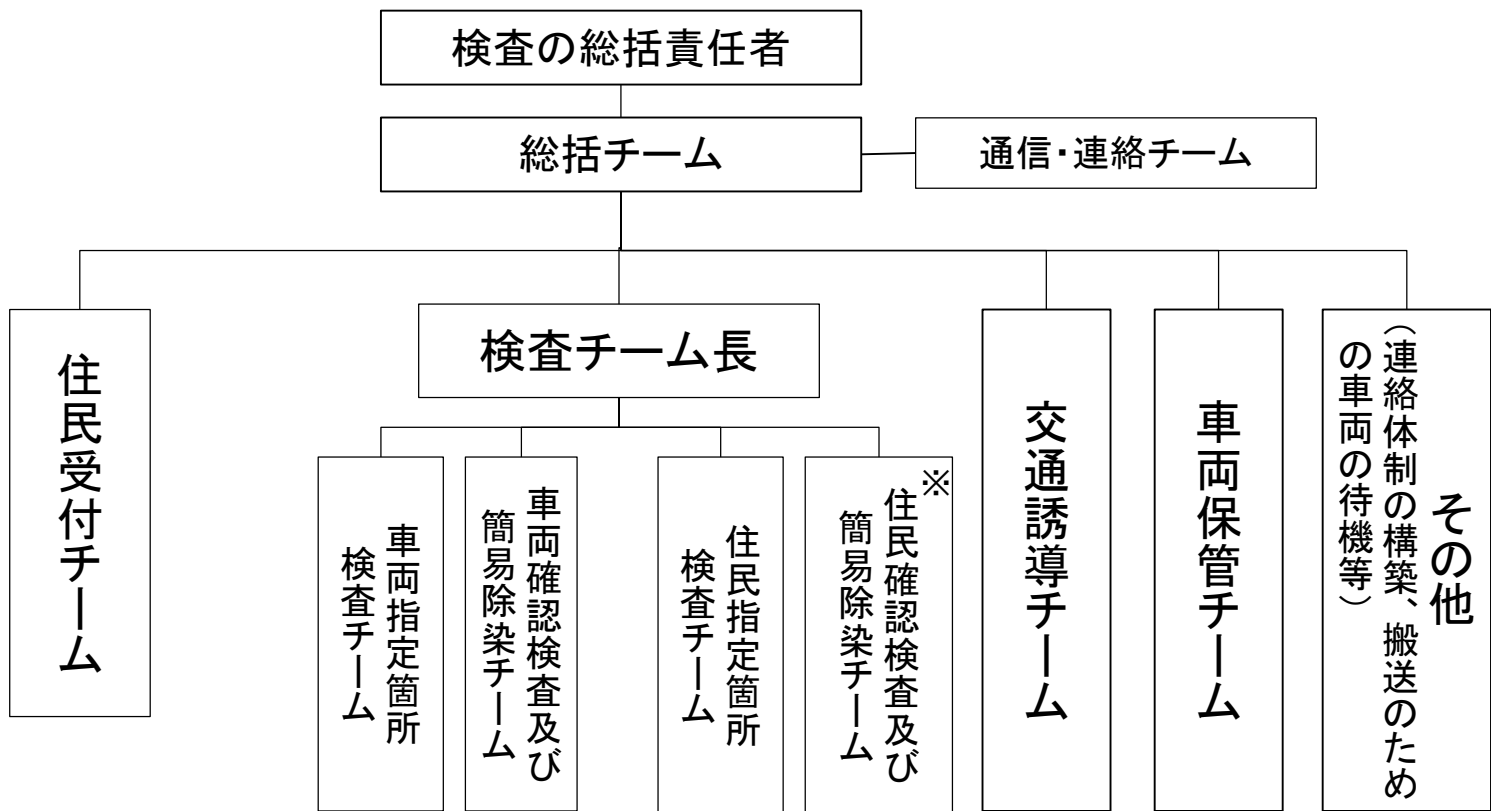 検査の総括責任者
総括チーム
通信・連絡チーム
住民受付チーム
検査チーム長
車両指定箇所
検査チーム
車両確認検査及び
簡易除染チーム
住民指定箇所
検査チーム
※
住民確認検査及び
簡易除染チーム
交通誘導チーム
車両保管チーム
その他
（連絡体制の構築、搬送のため
の車両の待機等）